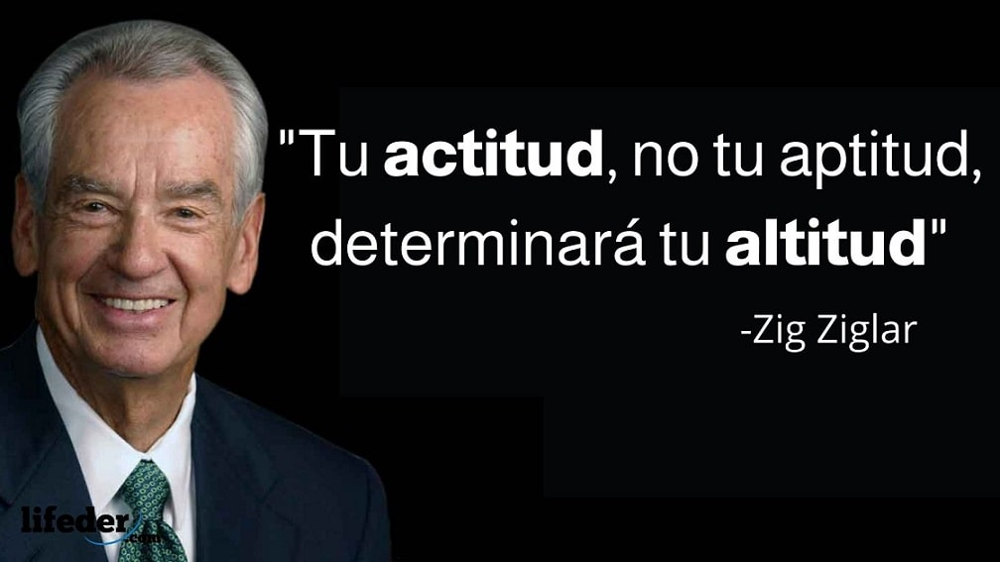 "Tu actitud, no tu aptitud,
determinará tu altitud"
-Zig Ziglar
lifeder
.com